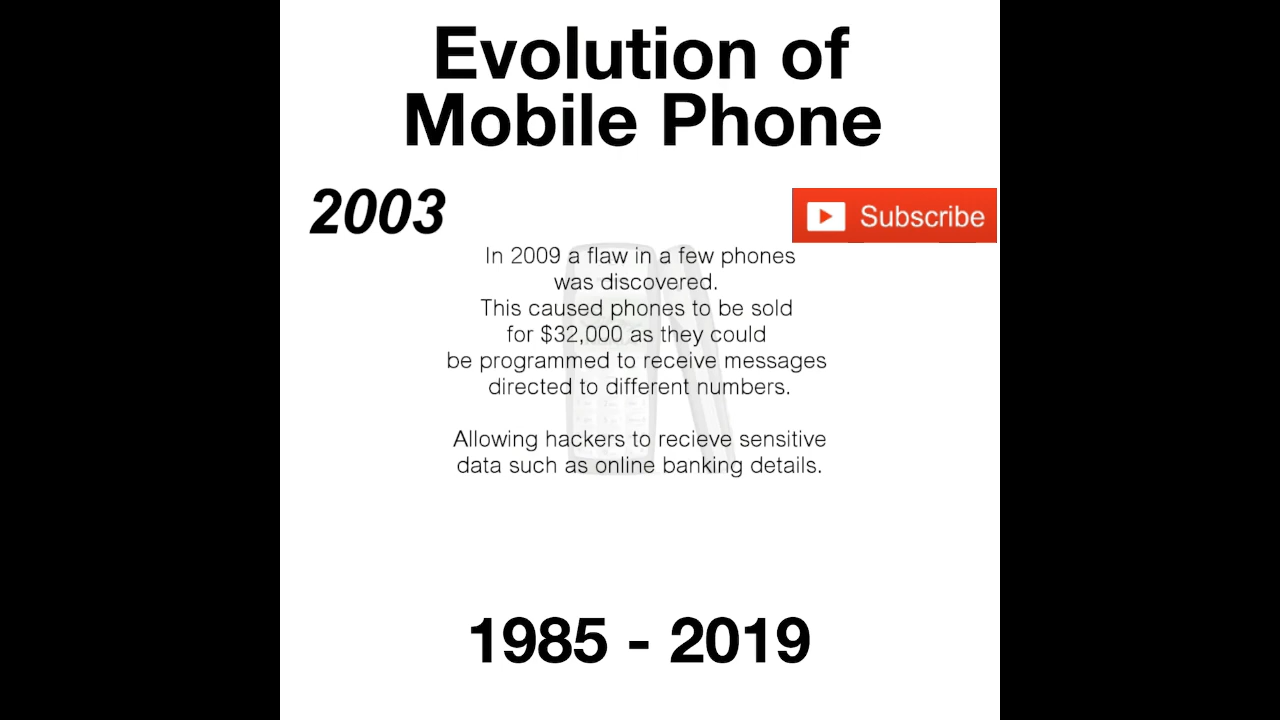 Evolution of
Mobile Phone
2003
Subscribe
In 2009 a flaw in a few phones
was discovered.
This caused phones to be sold
for $32,000 as they could
be programmed to receive messages
directed to different numbers.
Allowing hackers to recieve sensitive
data such as online banking details.
1985 - 2019